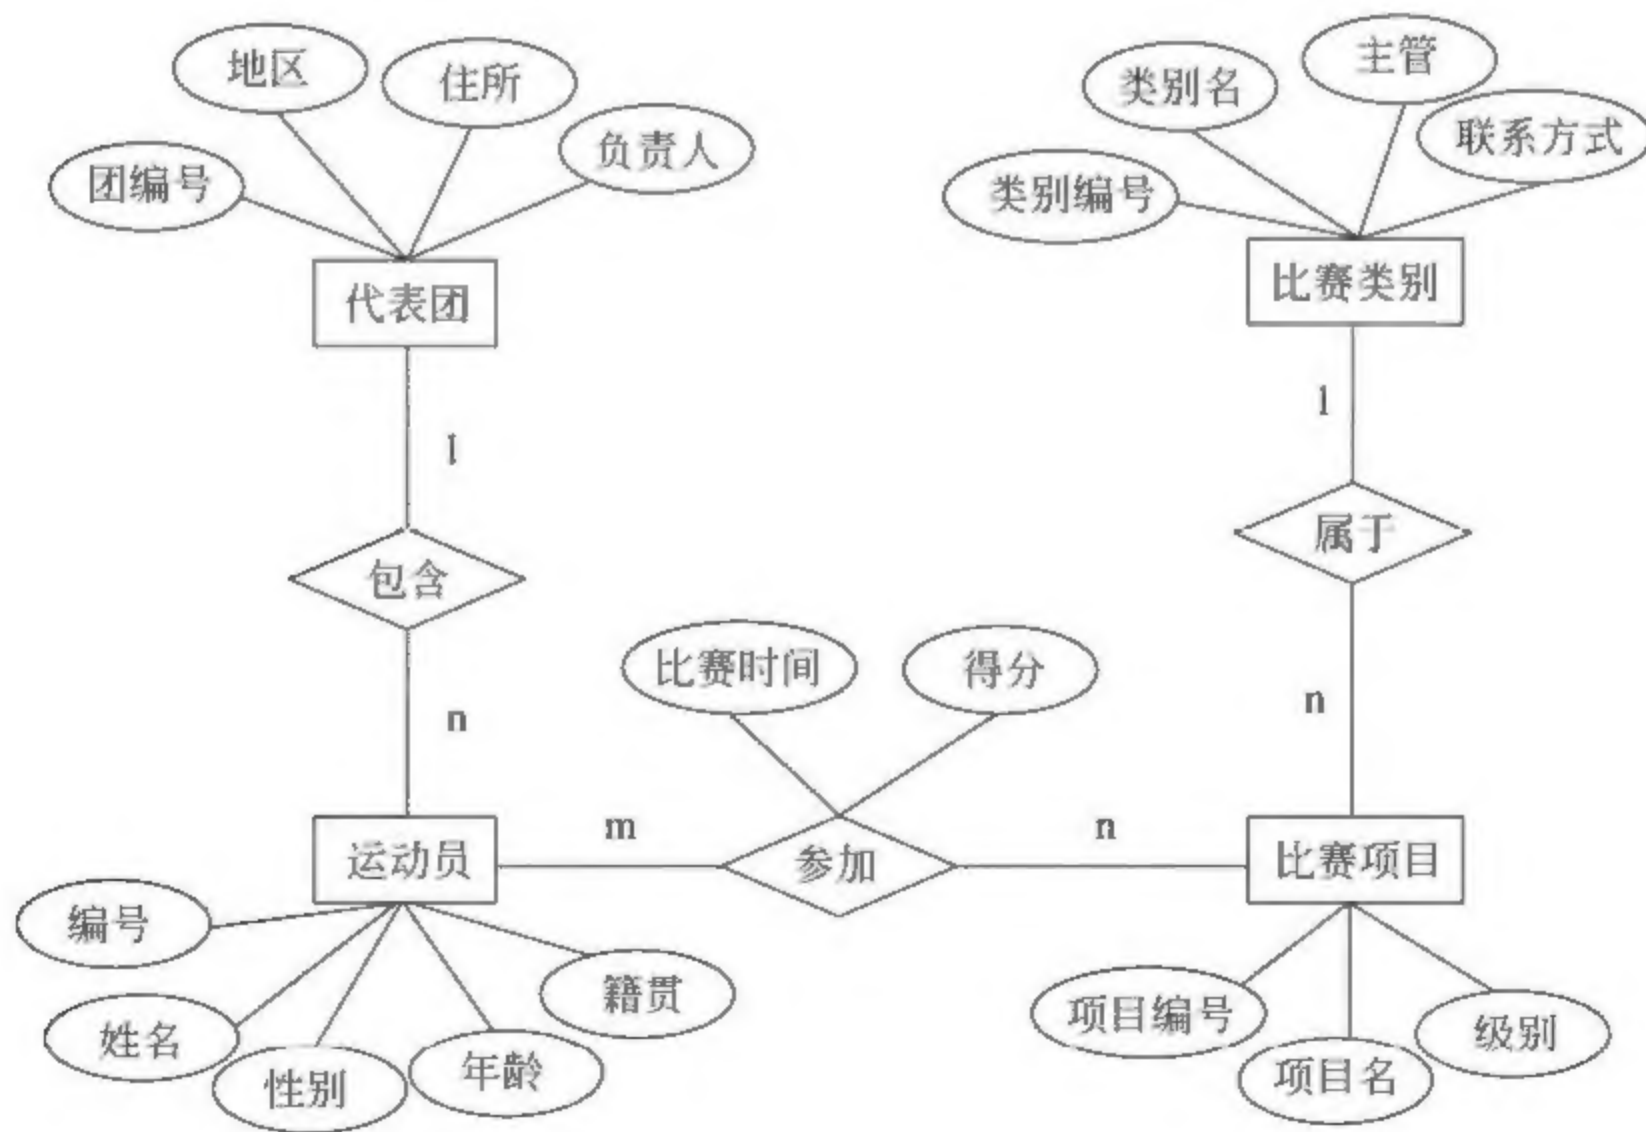 地区
住所
团编号
负责人
代表团
1
包含
n
类别名
主管
类别编号
联系方式
比赛类别
1
属于
n
比赛时间
得分
运动员
m
参加
n
比赛项目
编号
姓名
性别
年龄
籍贯
项目编号
项目名
级别